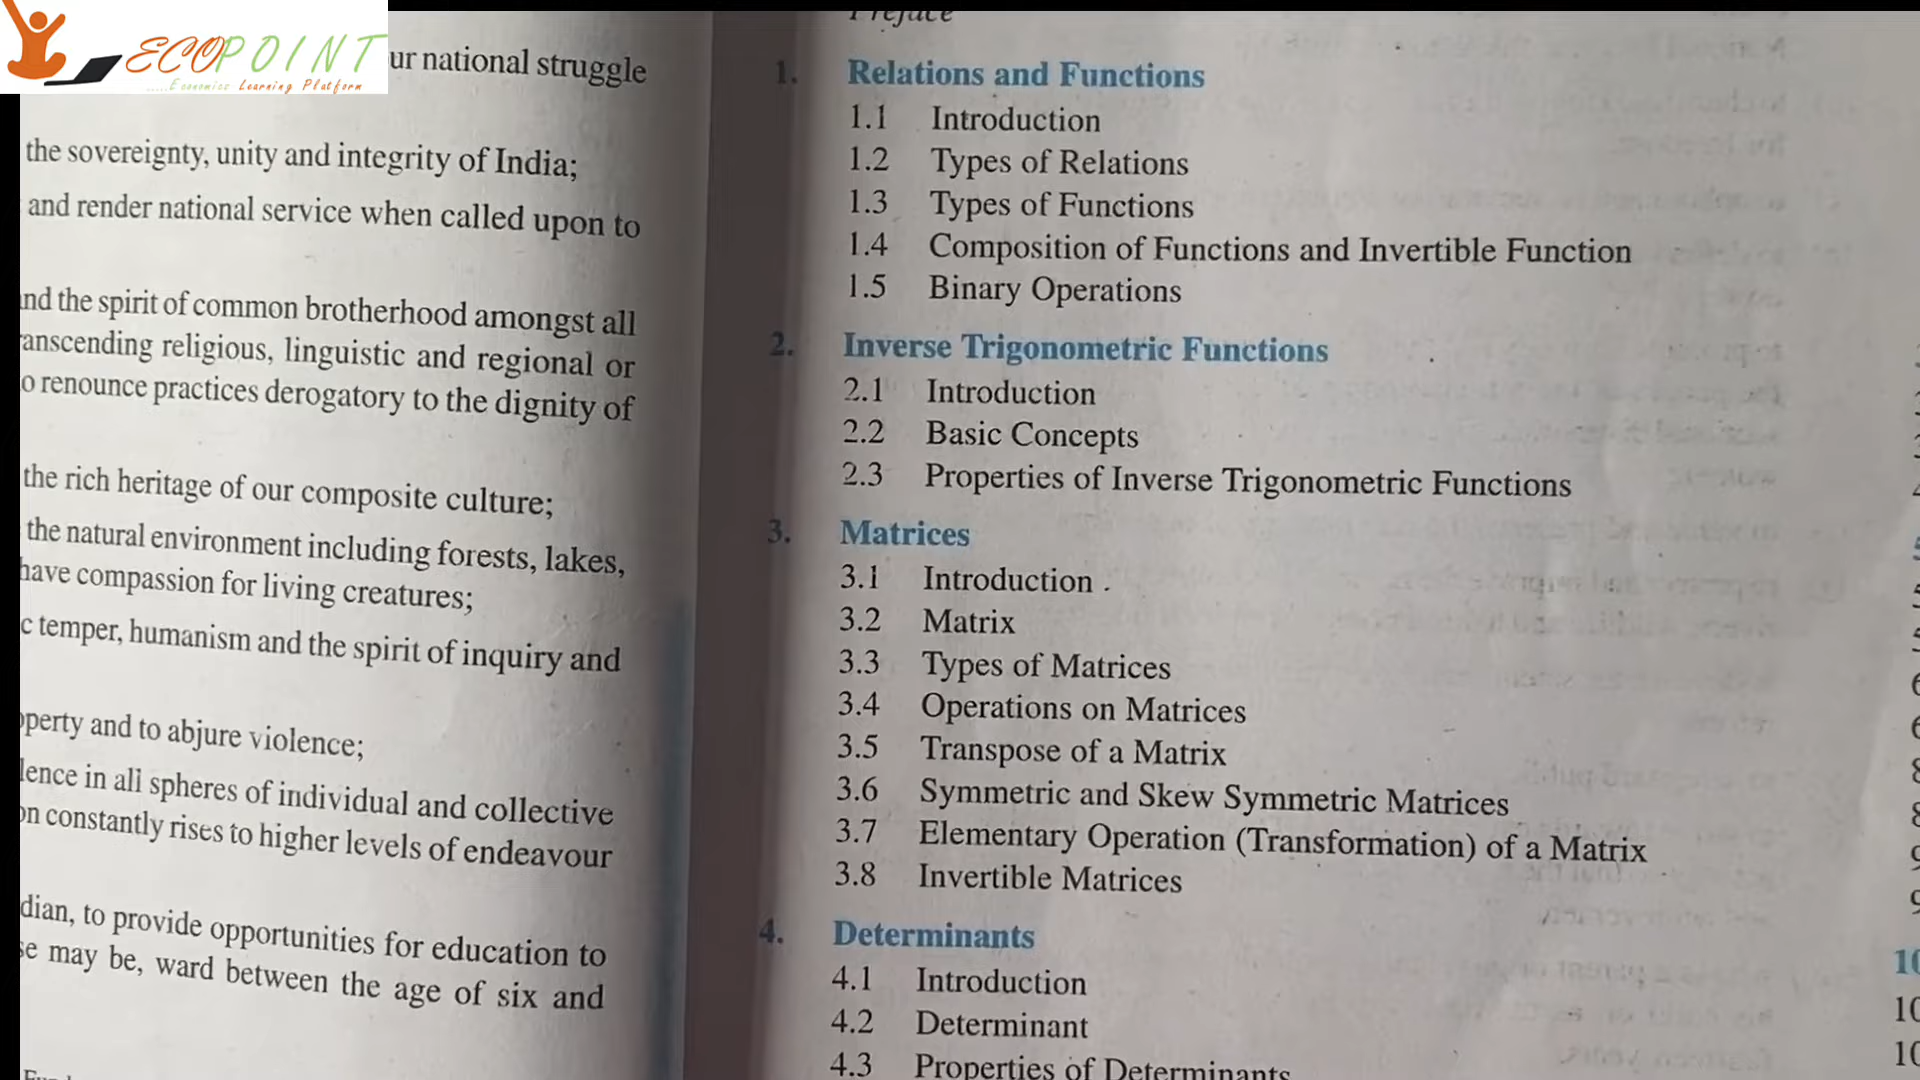 ECOPOINT
.....Economics Learning Platform
ur national struggle
the sovereignty, unity and integrity of India;
and render national service when called upon to
nd the spirit of common brotherhood amongst all
anscending religious, linguistic and regional or
o renounce practices derogatory to the dignity of
the rich heritage of our composite culture;
the natural environment including forests, lakes,
have compassion for living creatures;
c temper, humanism and the spirit of inquiry and
operty and to abjure violence;
lence in all spheres of individual and collective
on constantly rises to higher levels of endeavour
dian, to provide opportunities for education to
se may be, ward between the age of six and
Preface
1. Relations and Functions
1.1 Introduction
1.2 Types of Relations
1.3 Types of Functions
1.4 Composition of Functions and Invertible Function
1.5 Binary Operations
2. Inverse Trigonometric Functions
2.1 Introduction
2.2 Basic Concepts
2.3 Properties of Inverse Trigonometric Functions
3. Matrices
3.1 Introduction
3.2 Matrix
3.3 Types of Matrices
3.4 Operations on Matrices
3.5 Transpose of a Matrix
3.6 Symmetric and Skew Symmetric Matrices
3.7 Elementary Operation (Transformation) of a Matrix
3.8 Invertible Matrices
4. Determinants 10
4.1 Introduction 10
4.2 Determinant 10
4.3 Properties of Determinants